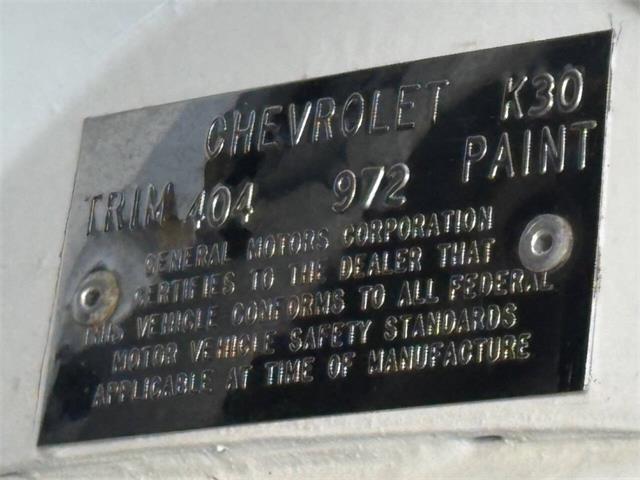 CHEVROLET K30
TRIM 404 972 PAINT
GENERAL MOTORS CORPORATION
CERTIFIES TO THE DEALER THAT
THIS VEHICLE CONFORMS TO ALL FEDERAL
MOTOR VEHICLE SAFETY STANDARDS
APPLICABLE AT TIME OF MANUFACTURE